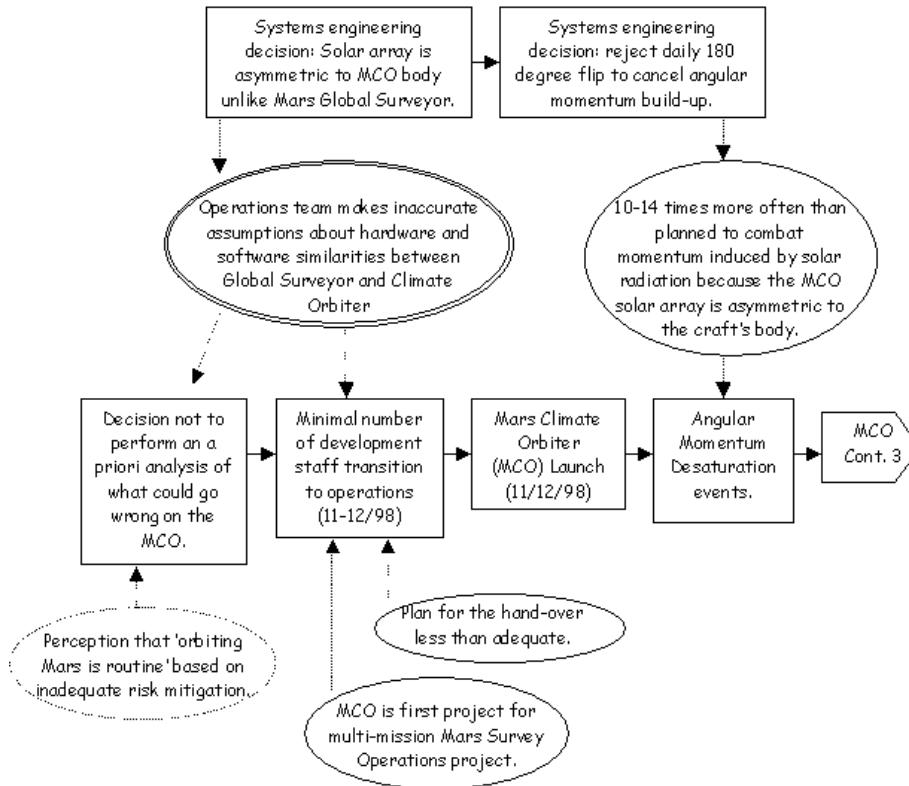 Systems engineering
decision: Solar array is
asymmetric to MCO body
unlike Mars Global Surveyor.
Systems engineering
decision: reject daily 180
degree flip to cancel angular
momentum build-up.
Operations team makes inaccurate
assumptions about hardware and
software similarities between
Global Surveyor and Climate
Orbiter
10-14 times more often than
planned to combat
momentum induced by solar
radiation because the MCO
solar array is asymmetric to
the craft's body.
Decision not to
perform an a
priori analysis of
what could go
wrong on the
MCO.
Minimal number
of development
staff transition
to operations
(11-12/98)
Mars Climate
Orbiter
(MCO) Launch
(11/12/98)
Angular
Momentum
Desaturation
events.
MCO
Cont. 3
Perception that 'orbiting
Mars is routine' based on
inadequate risk mitigation.
Plan for the hand-over
less than adequate.
MCO is first project for
multi-mission Mars Survey
Operations project.